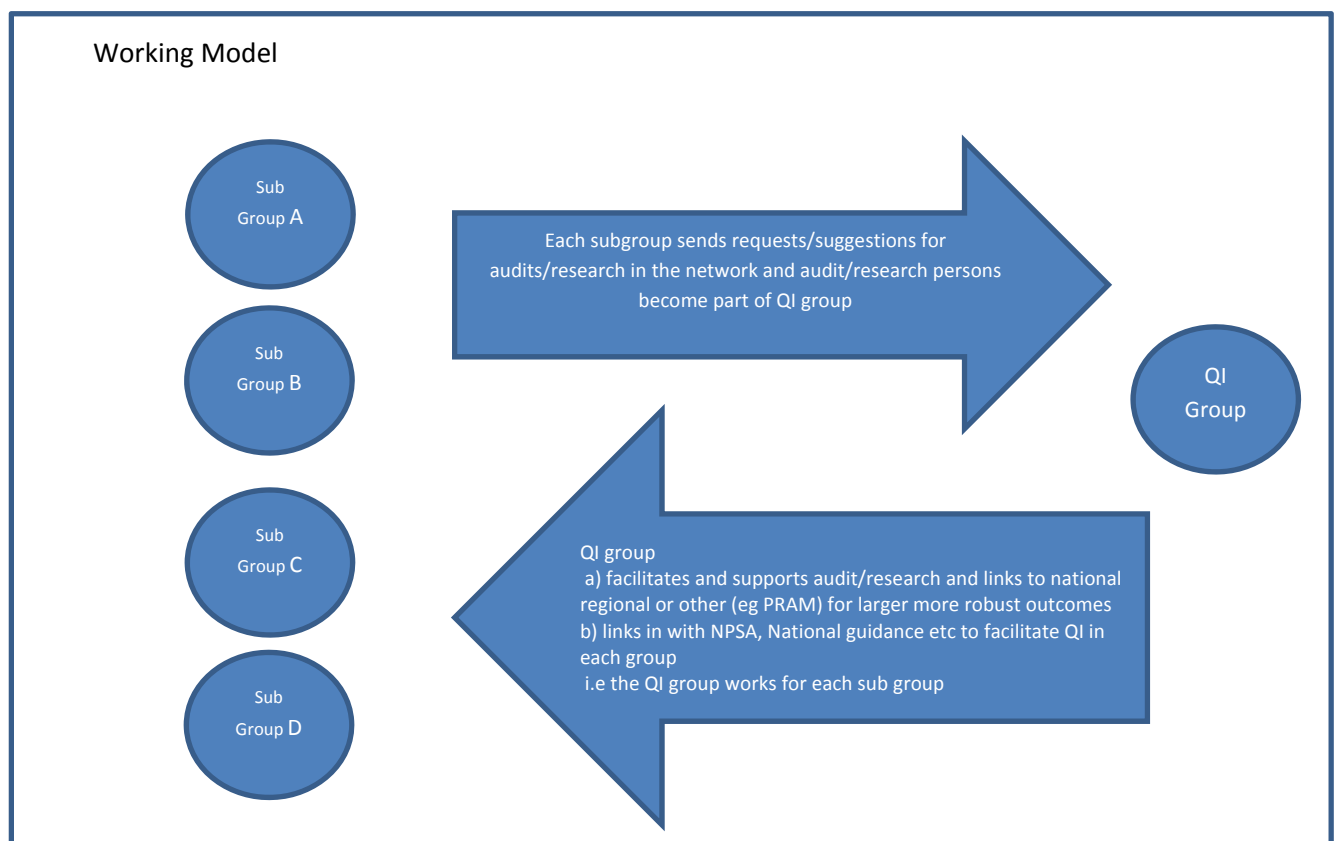 Working Model
Sub
Group A
Sub
Group B
Sub
Group C
Sub
Group D
Each subgroup sends requests/suggestions for
audits/research in the network and audit/research persons
become part of QI group
QI
Group
QI group
a) facilitates and supports audit/research and links to national
regional or other (eg PRAM) for larger more robust outcomes
b) links in with NPSA, National guidance etc to facilitate QI in
each group
i.e the QI group works for each sub group